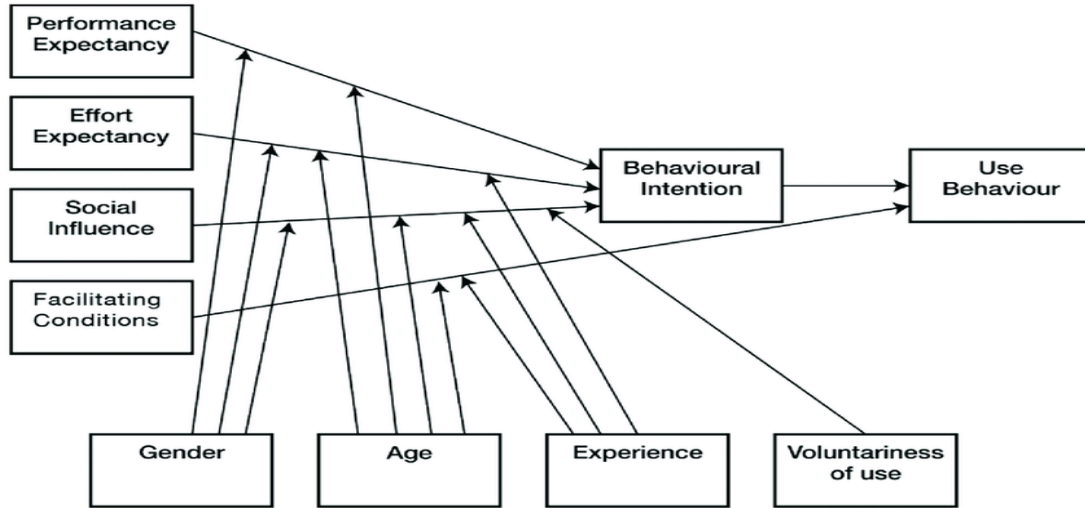 Performance
Expectancy
Effort
Expectancy
Social
Influence
Facilitating
Conditions
Behavioural
Intention
Use
Behaviour
Gender
Age
Experience
Voluntariness
of use